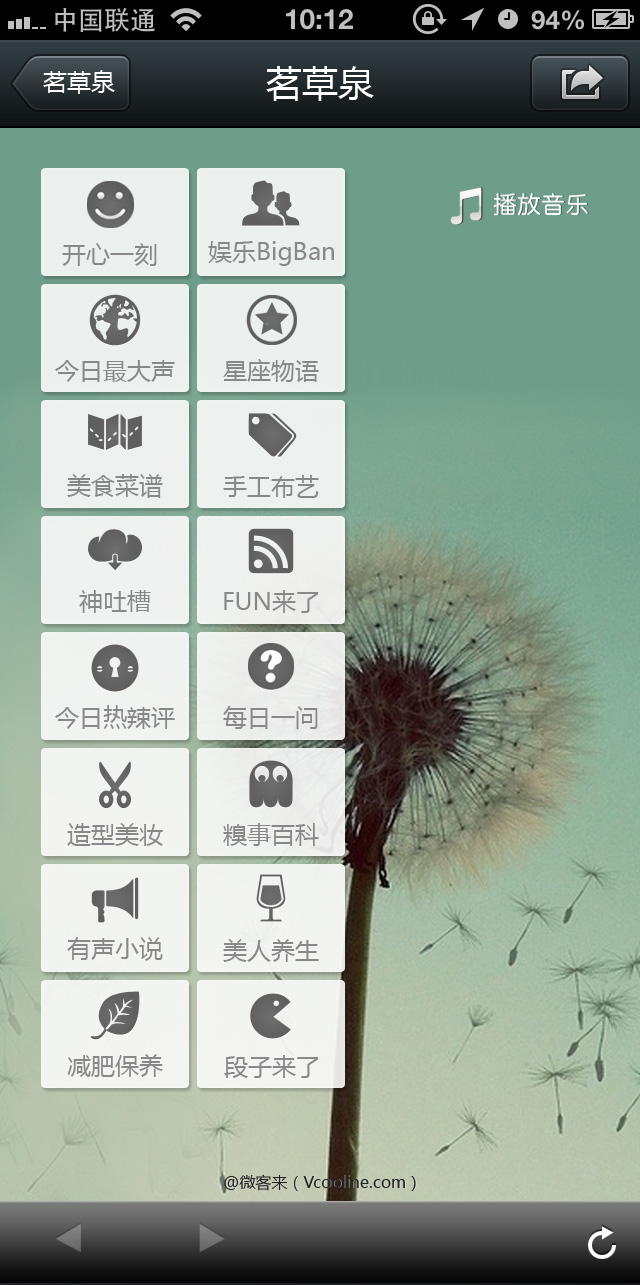 中国联通 10:12 94%
茗草泉 茗草泉
播放音乐
开心一刻 娱乐BigBan
今日最大声 星座物语
美食菜谱 手工布艺
神吐槽 FUN来了
今日热辣评 每日一问
造型美妆 糗事百科
有声小说 美人养生
减肥保养 段子来了
@微客来（Vcooline.com）